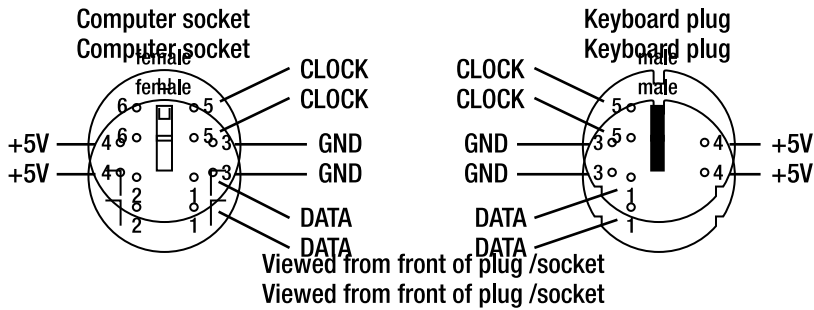 Computer socket Keyboard plug
Computer socket Keyboard plug
female male
female male
CLOCK CLOCK
CLOCK CLOCK
6 5 5
6 5 5
+5V 4 3 GND GND 3 4 +5V
+5V 4 3 GND GND 3 4 +5V
2 1 1
2 1 1
DATA DATA
DATA DATA
Viewed from front of plug /socket
Viewed from front of plug /socket